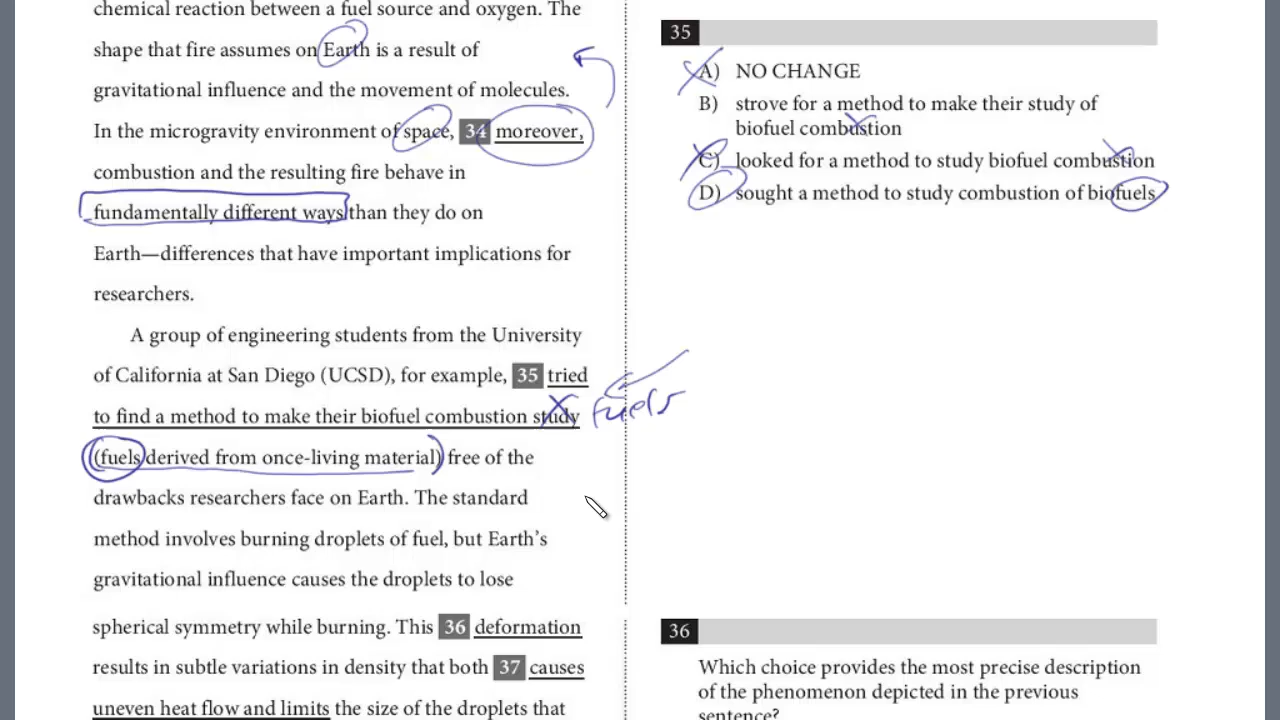 chemical reaction between a fuel source and oxygen. The
shape that fire assumes on Earth is a result of
gravitational influence and the movement of molecules.
In the microgravity environment of space, 34 moreover,
combustion and the resulting fire behave in
fundamentally different ways than they do on
Earth—differences that have important implications for
researchers.
A group of engineering students from the University
of California at San Diego (UCSD), for example, 35 tried
to find a method to make their biofuel combustion study
fuels
(fuels derived from once-living material) free of the
drawbacks researchers face on Earth. The standard
method involves burning droplets of fuel, but Earth's
gravitational influence causes the droplets to lose
spherical symmetry while burning. This 36 deformation
results in subtle variations in density that both 37 causes
uneven heat flow and limits the size of the droplets that
35
A) NO CHANGE
B) strove for a method to make their study of
biofuel combustion
C) looked for a method to study biofuel combustion
D) sought a method to study combustion of biofuels
36
Which choice provides the most precise description
of the phenomenon depicted in the previous
sentence?